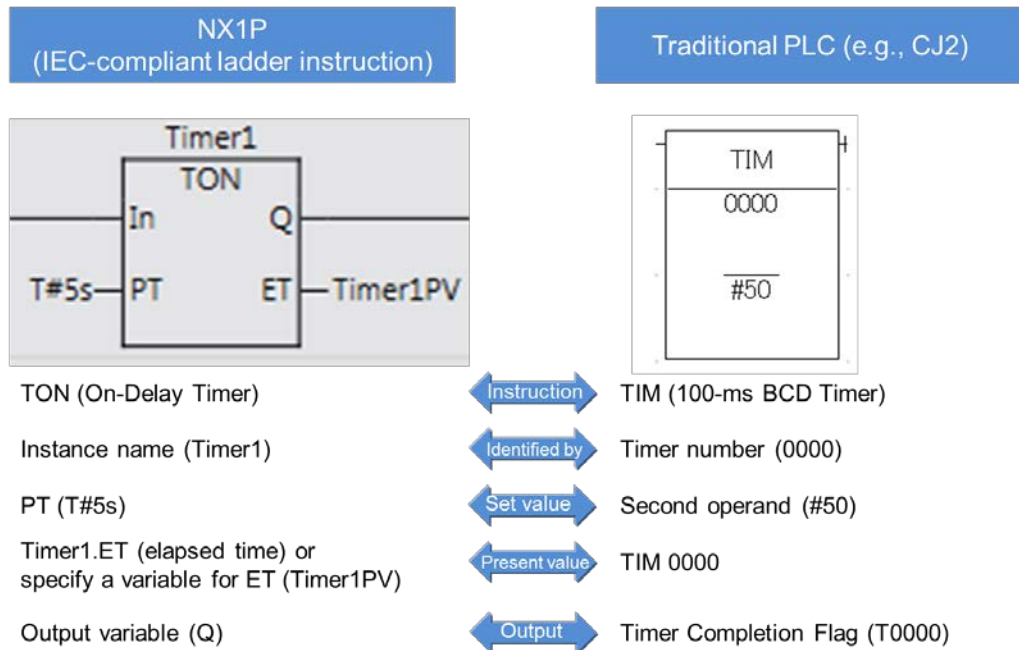 NX1P
(IEC-compliant ladder instruction)
Traditional PLC (e.g., CJ2)
Timer1
TON
In Q
T#5s PT ET Timer1PV
TIM
0000
#50
TON (On-Delay Timer) Instruction TIM (100-ms BCD Timer)
Instance name (Timer1) Identified by Timer number (0000)
PT (T#5s) Set value Second operand (#50)
Timer1.ET (elapsed time) or
specify a variable for ET (Timer1PV) Present value TIM 0000
Output variable (Q) Output Timer Completion Flag (T0000)